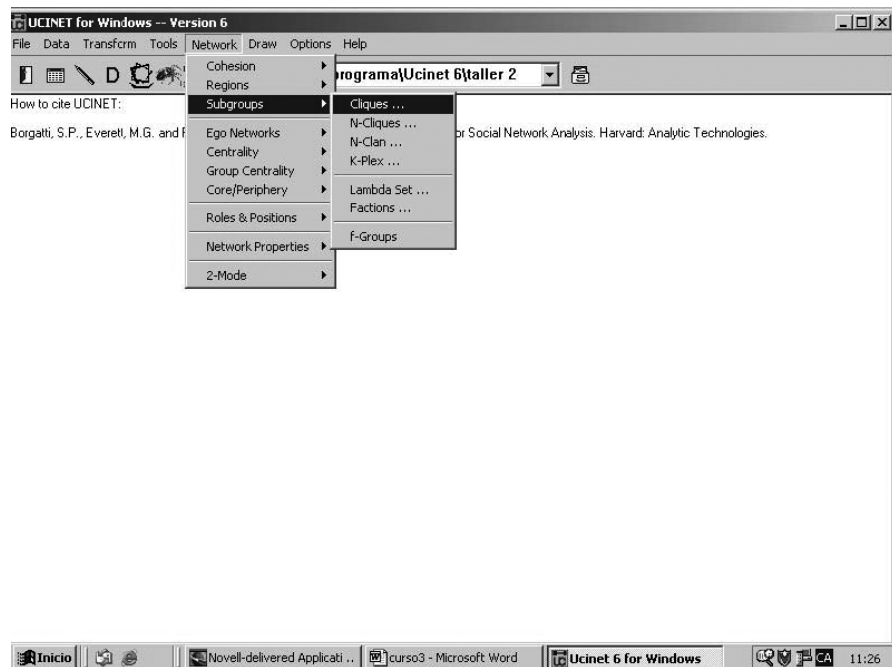 UCINET for Windows -- Version 6
File Data Transform Tools Network Draw Options Help
D
programa\Ucinet 6\taller 2
How to cite UCINET:
Borgatti, S.P., Everett, M.G. and
or Social Network Analysis. Harvard: Analytic Technologies.
Cohesion
Regions
Subgroups
Ego Networks
Centrality
Group Centrality
Core/Periphery
Roles & Positions
Network Properties
2-Mode
Cliques ...
N-Cliques ...
N-Clan ...
K-Plex ...
Lambda Set ...
Factions ...
f-Groups
Inicio
Novell-delivered Applicati ..
curso3 - Microsoft Word
Ucinet 6 for Windows
CA
11:26